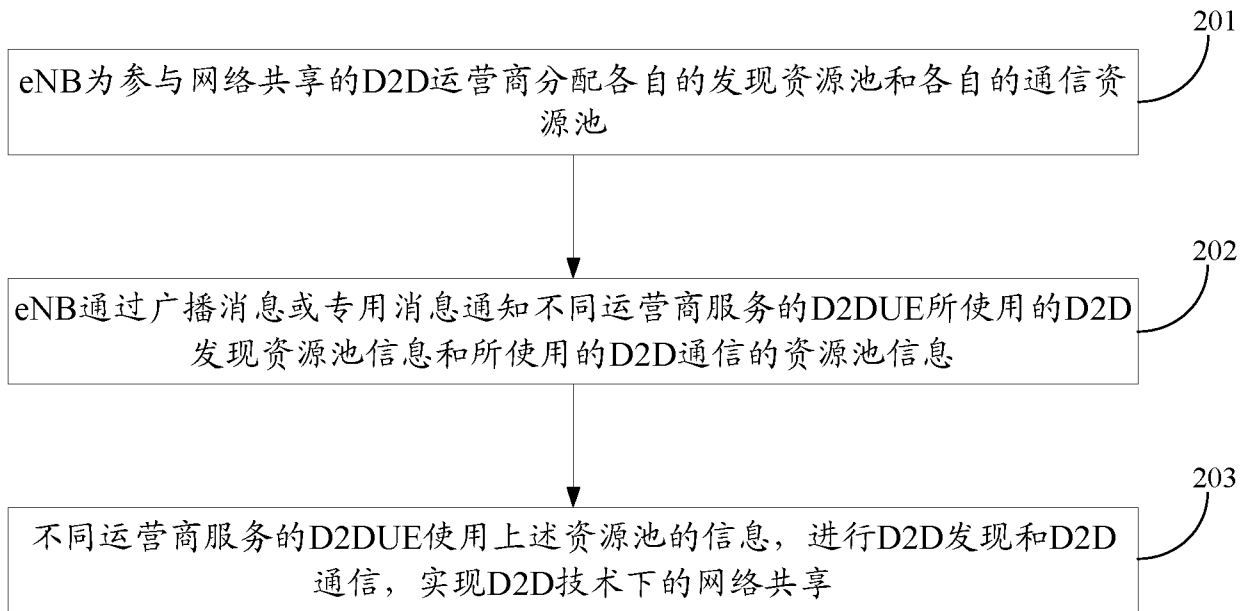 201
eNB为参与网络共享的D2D运营商分配各自的发现资源池和各自的通信资
源池
202
eNB通过广播消息或专用消息通知不同运营商服务的D2DUE所使用的D2D
发现资源池信息和所使用的D2D通信的资源池信息
203
不同运营商服务的D2DUE使用上述资源池的信息，进行D2D发现和D2D
通信，实现D2D技术下的网络共享